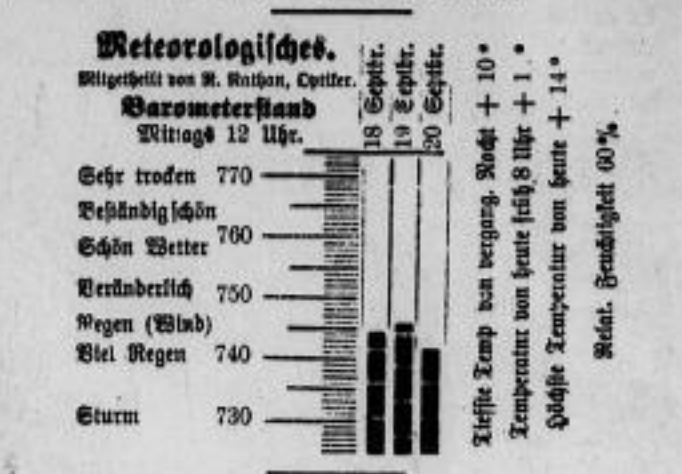 Meteorologisches.
Mitgetheilt von R. Nathan, Optiker.
Barometerstand
Mittags 12 Uhr.
18 Septbr.
19 Septbr.
20 Septbr.
Sehr trocken 770
Beständig schön
760
Schön Wetter
Veränderlich 750
Regen (Wind)
Viel Regen 740
Sturm 730
Tiefste Temp von vergang. Nacht + 10°
Temperatur von heute früh 8 Uhr + 1 . °
Höchste Temperatur von heute + 14°
Relat. Feuchtigkeit 60%.